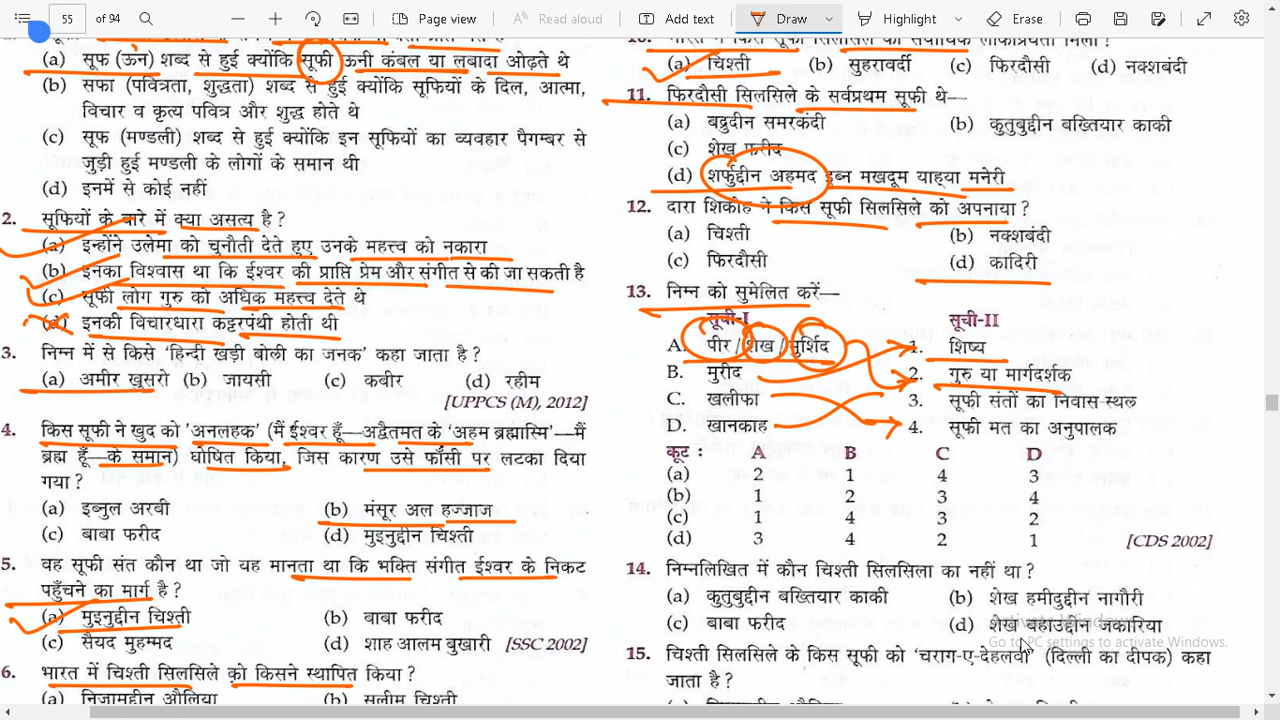 55 of 94
Page view
Read aloud
Add text
Draw
Highlight
Erase
(a) सूफ (ऊन) शब्द से हुई क्योंकि सूफी ऊनी कंबल या लबादा ओढ़ते थे
(b) सफा (पवित्रता, शुद्धता) शब्द से हुई क्योंकि सूफियों के दिल, आत्मा,
विचार व कृत्य पवित्र और शुद्ध होते थे
(c) सूफ (मण्डली) शब्द से हुई क्योंकि इन सूफियों का व्यवहार पैगम्बर से
जुड़ी हुई मण्डली के लोगों के समान थी
(d) इनमें से कोई नहीं
2. सूफियों के बारे में क्या असत्य है ?
(a) इन्होंने उलेमा को चुनौती देते हुए उनके महत्त्व को नकारा
(b) इनका विश्वास था कि ईश्वर की प्राप्ति प्रेम और संगीत से की जा सकती है
(c) सूफी लोग गुरु को अधिक महत्त्व देते थे
(d) इनकी विचारधारा कट्टरपंथी होती थी
3. निम्न में से किसे 'हिन्दी खड़ी बोली का जनक' कहा जाता है ?
(a) अमीर खुसरो (b) जायसी (c) कबीर (d) रहीम
[UPPCS (M), 2012]
4. किस सूफी ने खुद को 'अनलहक' (मैं ईश्वर हूँ—अद्वैतमत के 'अहम ब्रह्मास्मि'—मैं
ब्रह्म हूँ—के समान) घोषित किया, जिस कारण उसे फाँसी पर लटका दिया
गया ?
(a) इब्नुल अरबी (b) मंसूर अल हज्जाज
(c) बाबा फरीद (d) मुइनुद्दीन चिश्ती
5. वह सूफी संत कौन था जो यह मानता था कि भक्ति संगीत ईश्वर के निकट
पहुँचने का मार्ग है ?
(a) मुइनुद्दीन चिश्ती (b) बाबा फरीद
(c) सैयद मुहम्मद (d) शाह आलम बुखारी [SSC 2002]
6. भारत में चिश्ती सिलसिले को किसने स्थापित किया ?
(a) निजामुद्दीन औलिया (b) सलीम चिश्ती
10. भारत में किस सूफी सिलसिले को सर्वाधिक लोकप्रियता मिली ?
(a) चिश्ती (b) सुहरावर्दी (c) फिरदौसी (d) नक्शबंदी
11. फिरदौसी सिलसिले के सर्वप्रथम सूफी थे—
(a) बद्रुदीन समरकंदी (b) कुतुबुद्दीन बख्तियार काकी
(c) शेख फरीद
(d) शर्फुद्दीन अहमद इब्न मखदूम याह्या मनेरी
12. दारा शिकोह ने किस सूफी सिलसिले को अपनाया ?
(a) चिश्ती (b) नक्शबंदी
(c) फिरदौसी (d) कादिरी
13. निम्न को सुमेलित करें—
सूची-I सूची-II
A. पीर / शेख / मुर्शिद 1. शिष्य
B. मुरीद 2. गुरु या मार्गदर्शक
C. खलीफा 3. सूफी संतों का निवास-स्थल
D. खानकाह 4. सूफी मत का अनुपालक
कूट : A B C D
(a) 2 1 4 3
(b) 1 2 3 4
(c) 1 4 3 2
(d) 3 4 2 1 [CDS 2002]
14. निम्नलिखित में कौन चिश्ती सिलसिला का नहीं था ?
(a) कुतुबुद्दीन बख्तियार काकी (b) शेख हमीदुद्दीन नागौरी
(c) बाबा फरीद (d) शेख बहाउद्दीन जकारिया
Activate Windows
Go to PC settings to activate Windows.
15. चिश्ती सिलसिले के किस सूफी को 'चराग-ए-देहलवी' (दिल्ली का दीपक) कहा
जाता है ?